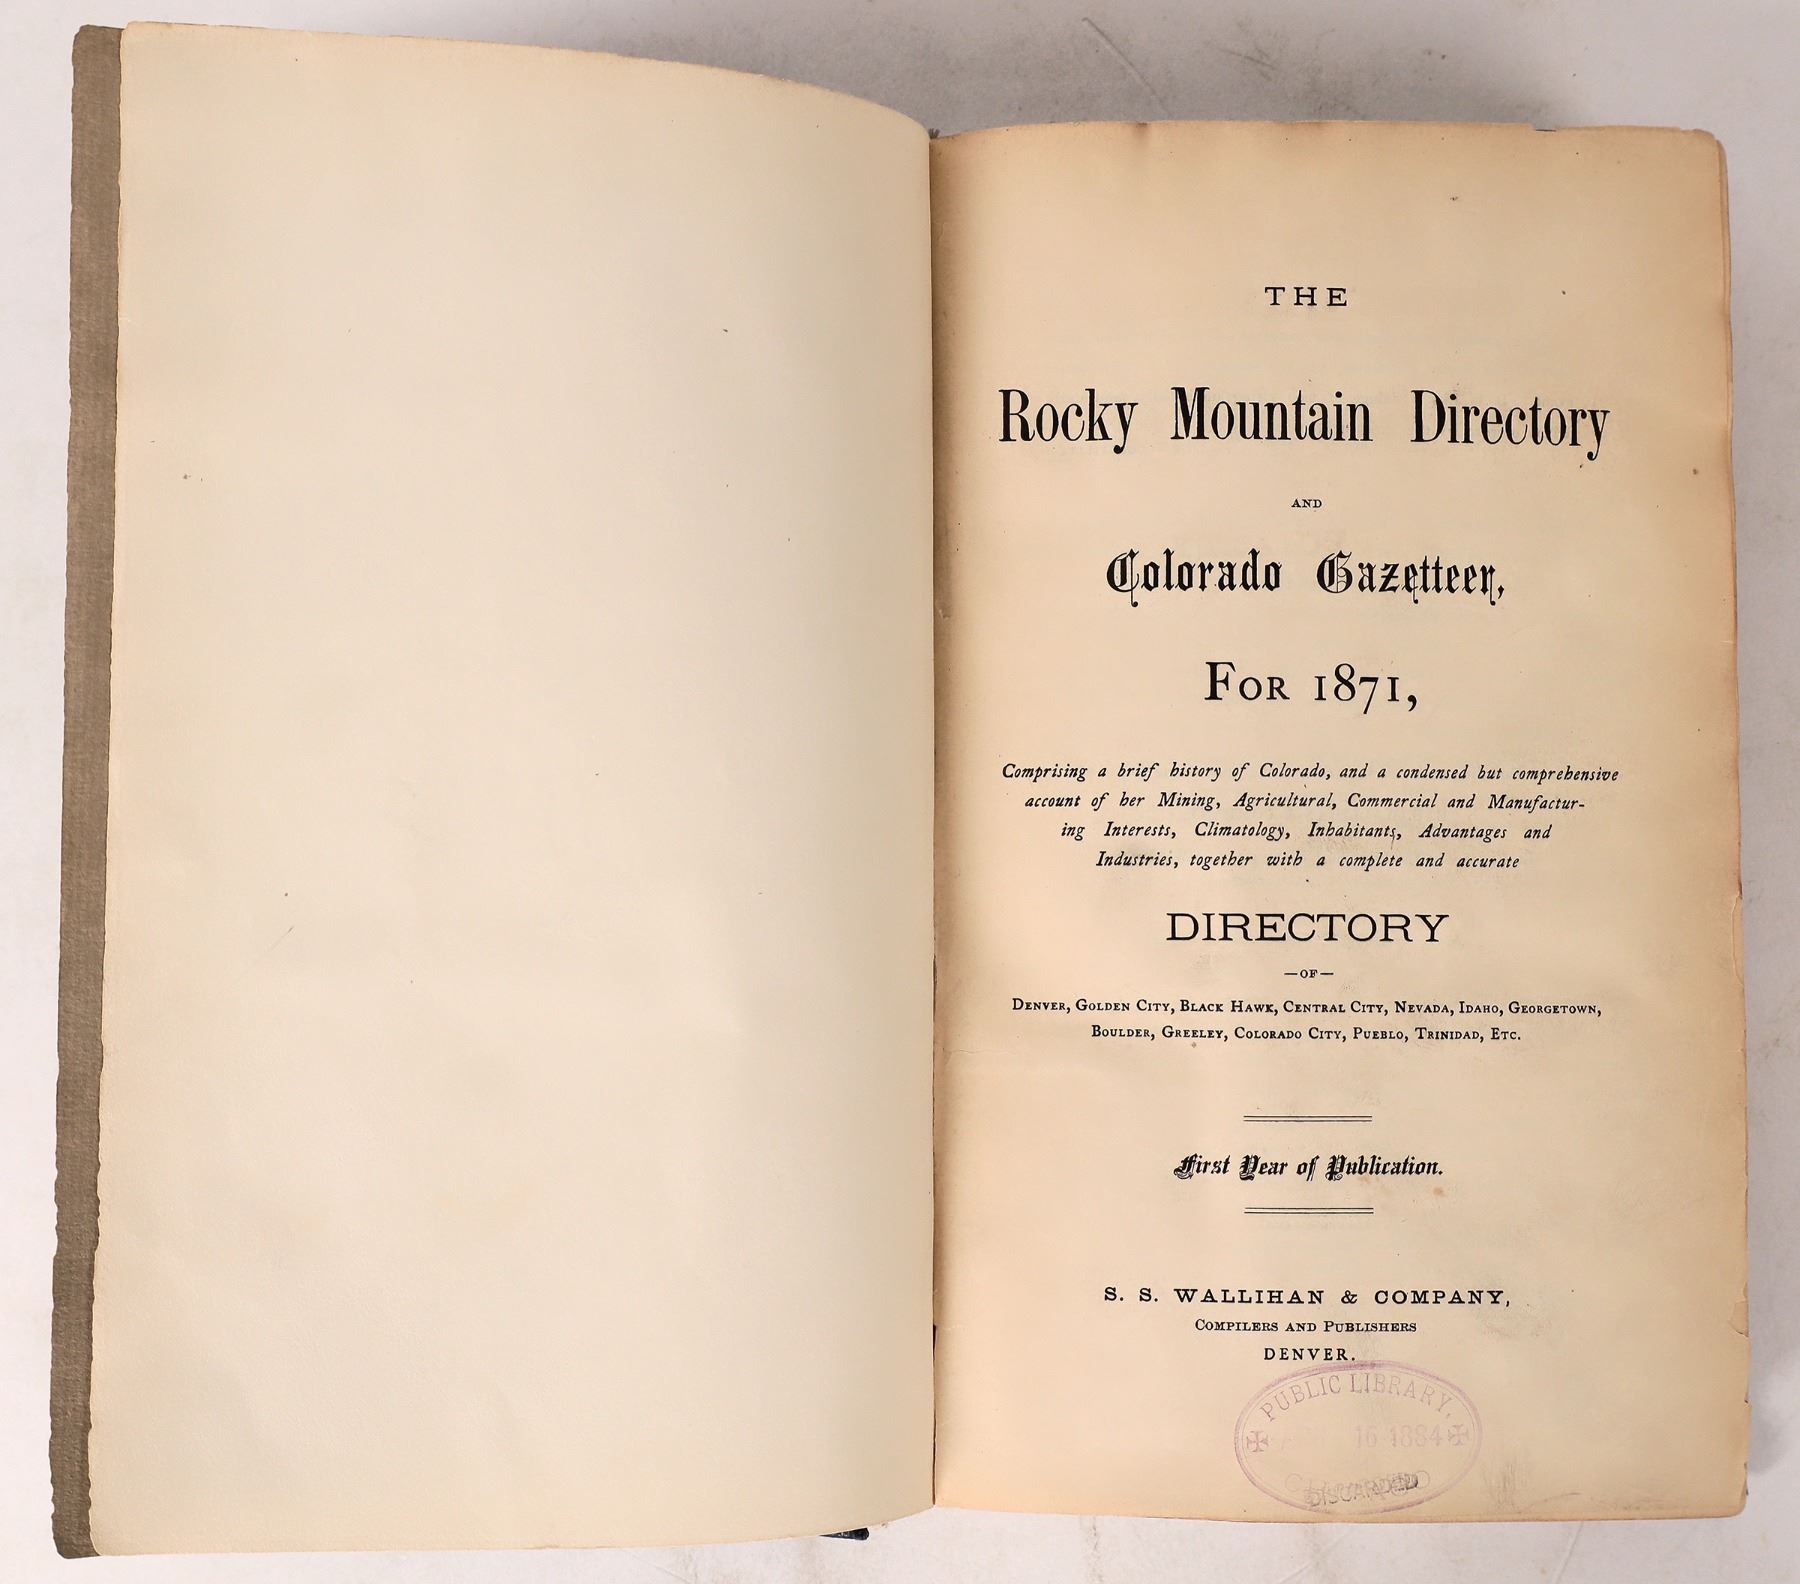 THE
Rocky Mountain Directory
AND
Colorado Gazetteer,
FOR 1871,
Comprising a brief history of Colorado, and a condensed but comprehensive
account of her Mining, Agricultural, Commercial and Manufactur-
ing Interests, Climatology, Inhabitants, Advantages and
Industries, together with a complete and accurate
DIRECTORY
—OF—
DENVER, GOLDEN CITY, BLACK HAWK, CENTRAL CITY, NEVADA, IDAHO, GEORGETOWN,
BOULDER, GREELEY, COLORADO CITY, PUEBLO, TRINIDAD, ETC.
First Year of Publication.
S. S. WALLIHAN & COMPANY,
COMPILERS AND PUBLISHERS
DENVER.
PUBLIC LIBRARY,
16 1884
DISCARDED